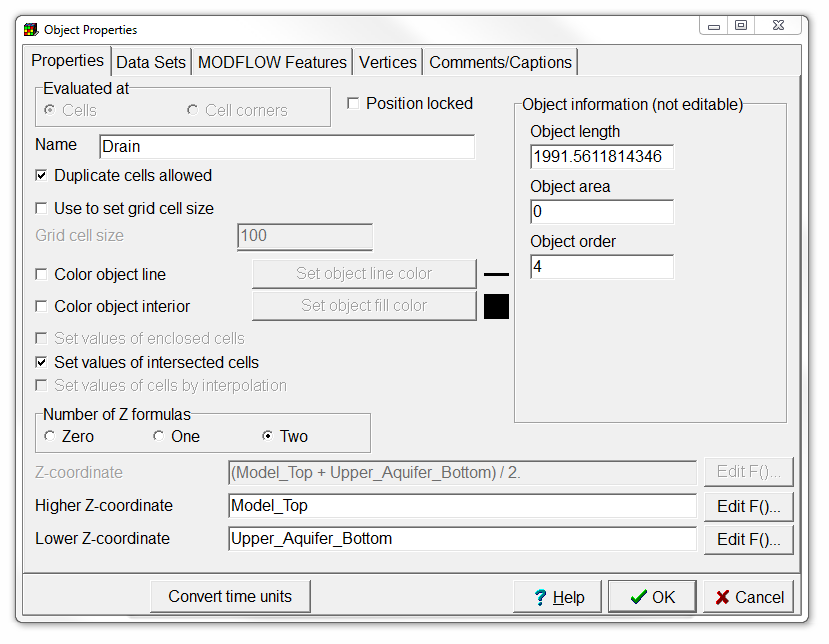 Object Properties
Properties Data Sets MODFLOW Features Vertices Comments/Captions
Evaluated at
Cells Cell corners
Position locked
Name Drain
Duplicate cells allowed
Use to set grid cell size
Grid cell size 100
Color object line Set object line color
Color object interior Set object fill color
Set values of enclosed cells
Set values of intersected cells
Set values of cells by interpolation
Number of Z formulas
Zero One Two
Object information (not editable)
Object length
1991.5611814346
Object area
0
Object order
4
Z-coordinate (Model_Top + Upper_Aquifer_Bottom) / 2. Edit F()...
Higher Z-coordinate Model_Top Edit F()...
Lower Z-coordinate Upper_Aquifer_Bottom Edit F()...
Convert time units ? Help OK Cancel